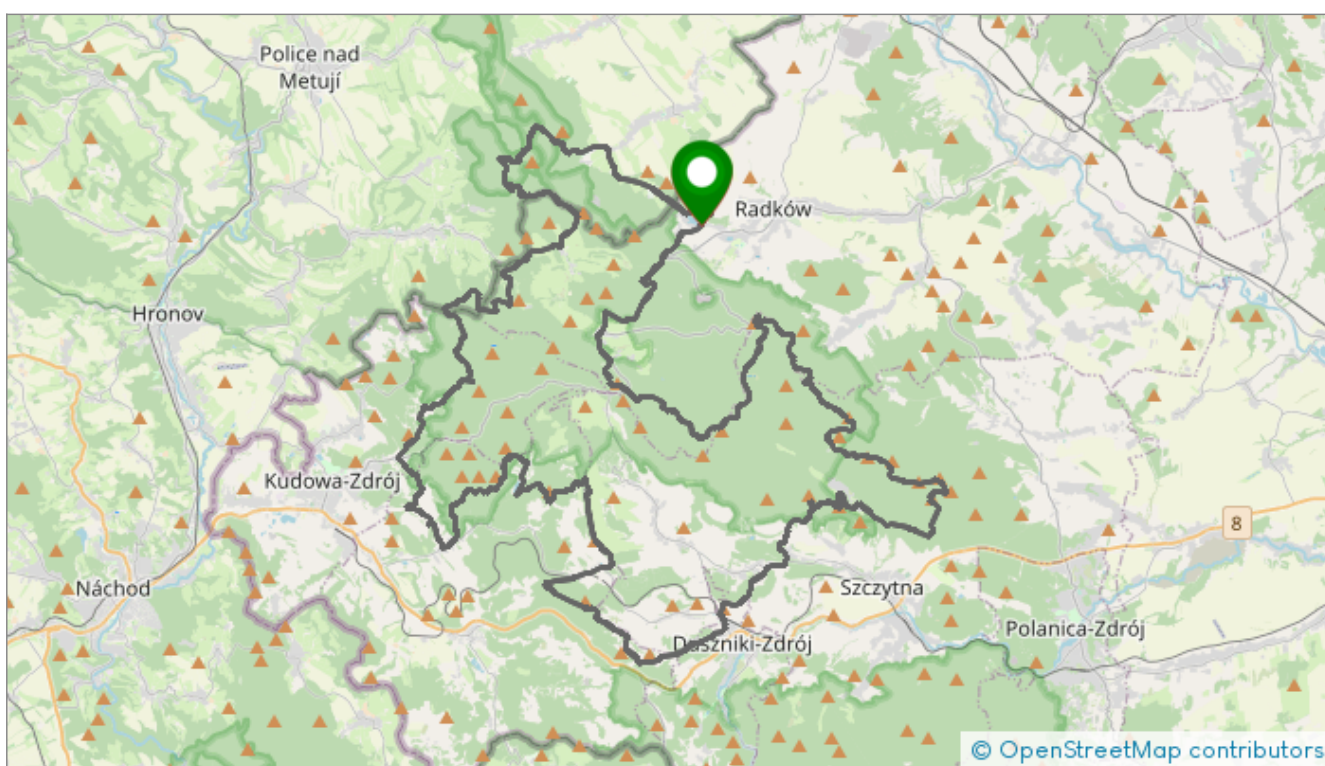 Police nad
Metují
Radków
Hronov
Kudowa-Zdrój
8
Náchod
Szczytna
Polanica-Zdrój
Duszniki-Zdrój
© OpenStreetMap contributors